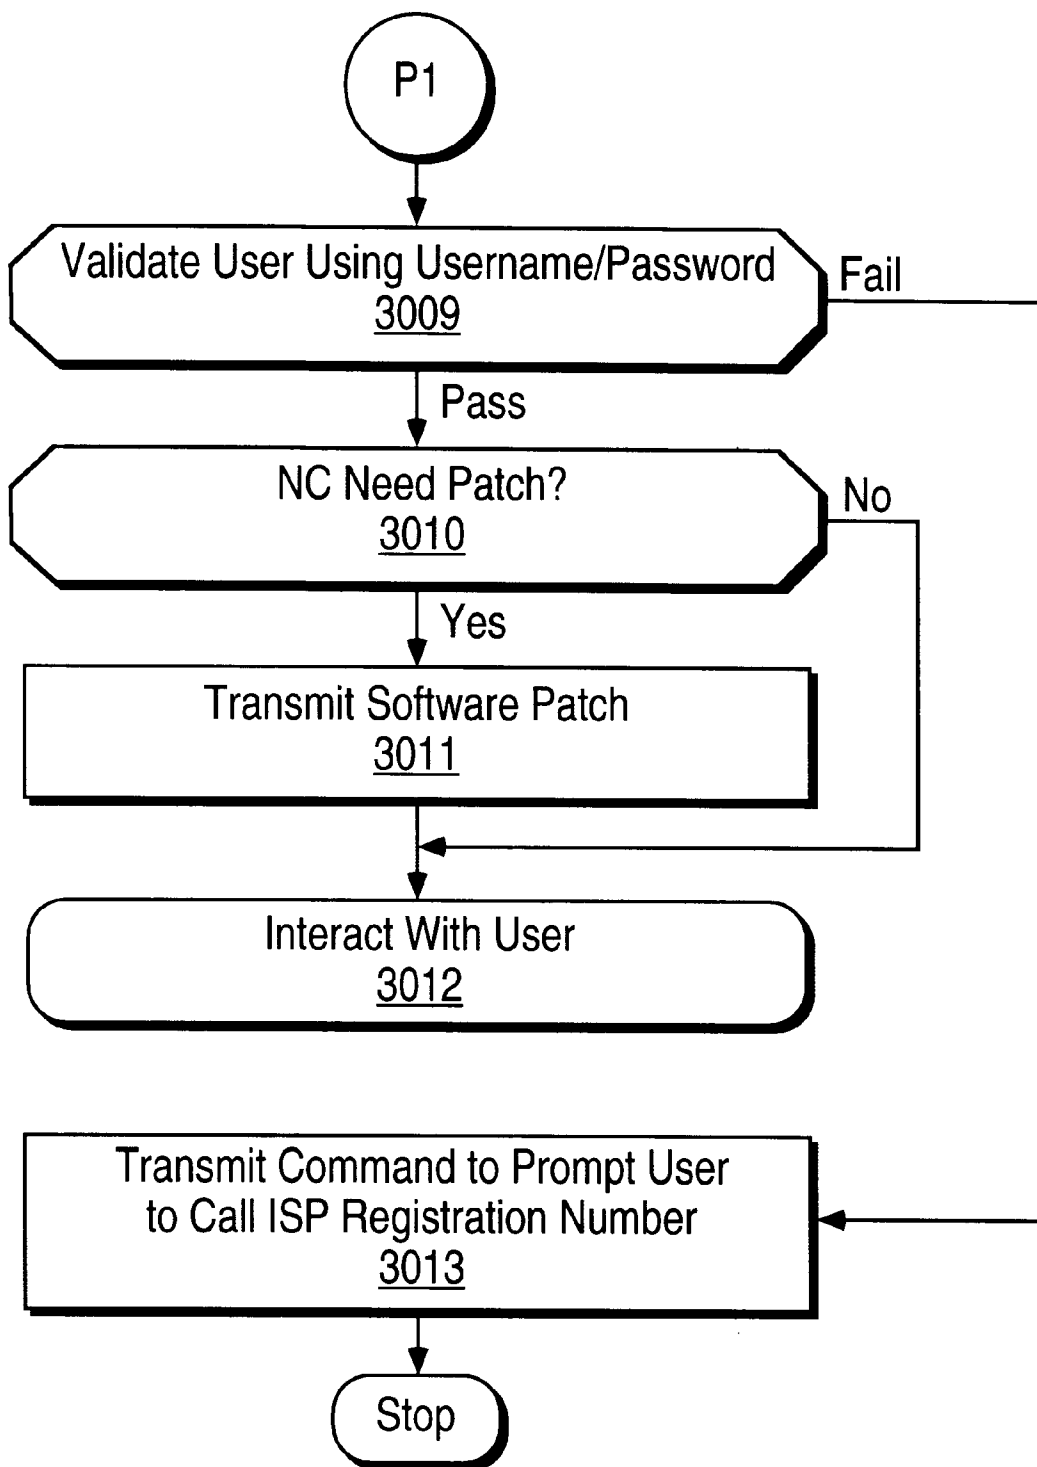 P1
Validate User Using Username/Password
3009
Fail
Pass
NC Need Patch?
3010
No
Yes
Transmit Software Patch
3011
Interact With User
3012
Transmit Command to Prompt User
to Call ISP Registration Number
3013
Stop